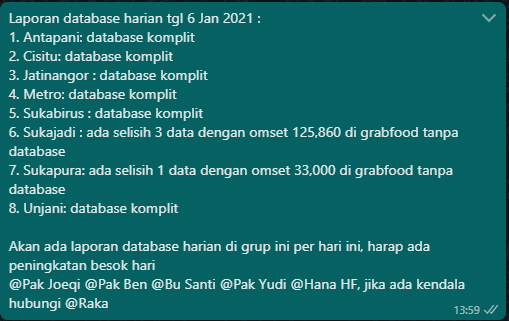 Laporan database harian tgl 6 Jan 2021 :
1. Antapani: database komplit
2. Cisitu: database komplit
3. Jatinangor : database komplit
4. Metro: database komplit
5. Sukabirus : database komplit
6. Sukajadi : ada selisih 3 data dengan omset 125,860 di grabfood tanpa
database
7. Sukapura: ada selisih 1 data dengan omset 33,000 di grabfood tanpa
database
8. Unjani: database komplit

Akan ada laporan database harian di grup ini per hari ini, harap ada
peningkatan besok hari
@Pak Joeqi @Pak Ben @Bu Santi @Pak Yudi @Hana HF, jika ada kendala
hubungi @Raka
13:59